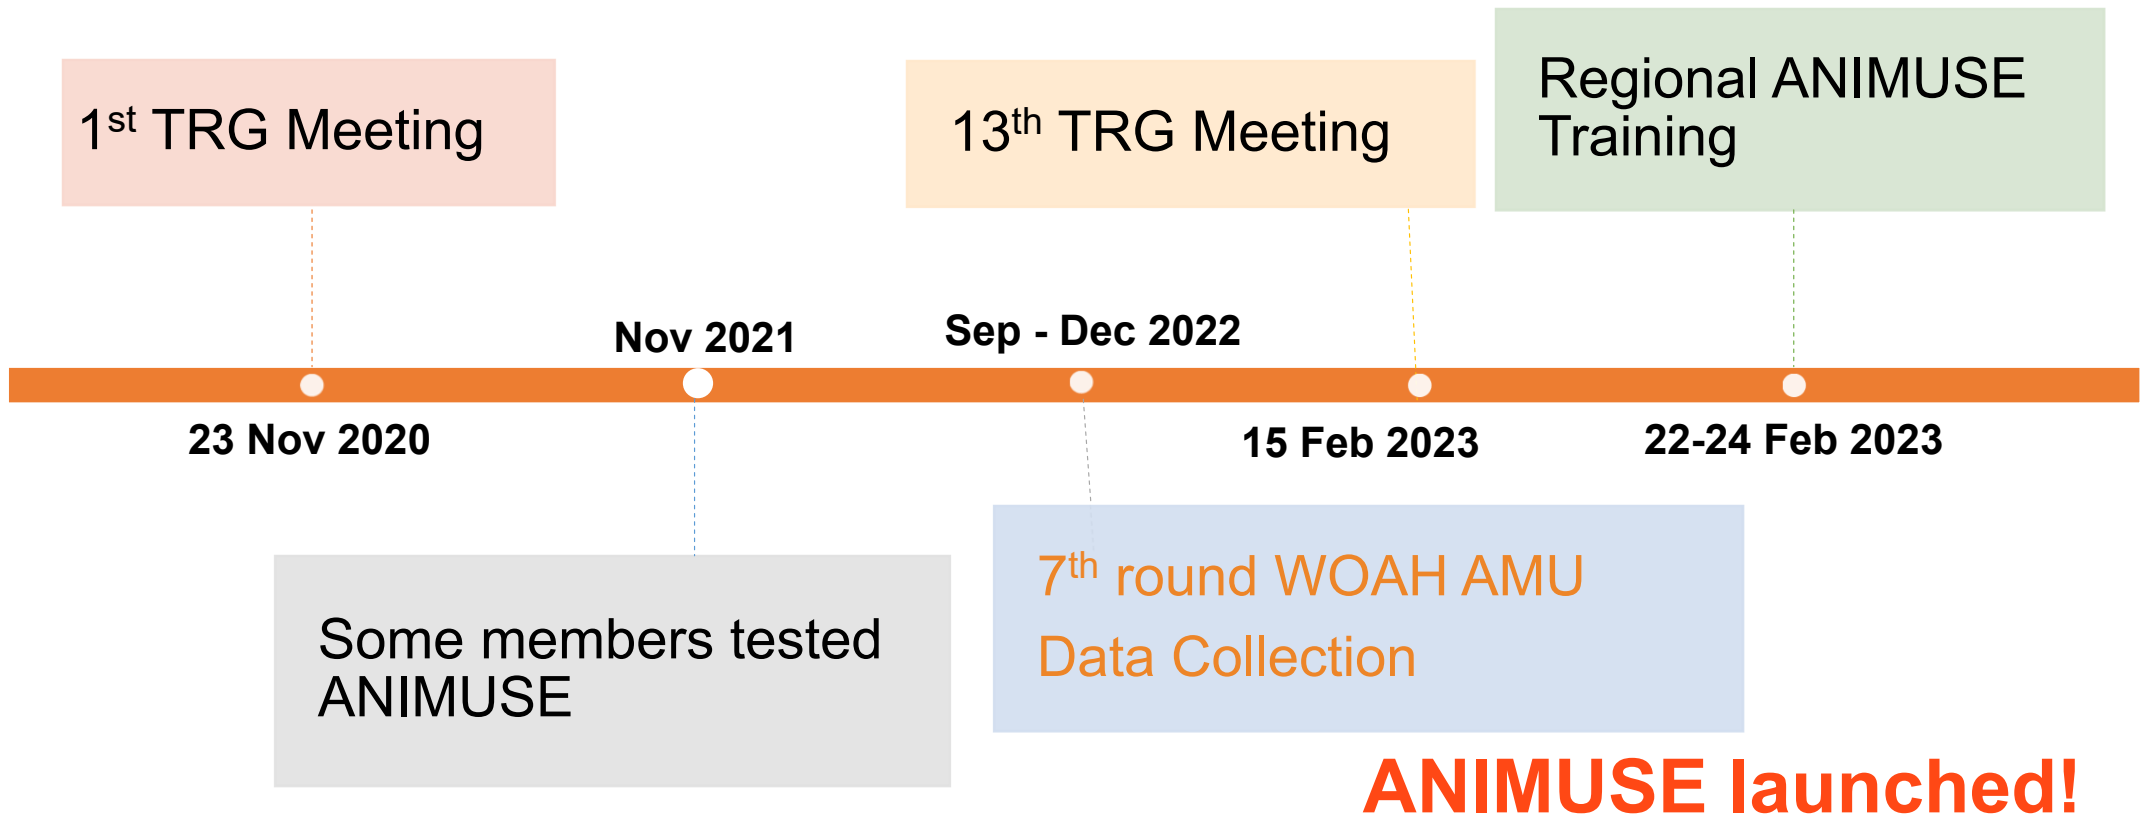 1st TRG Meeting
13th TRG Meeting
Regional ANIMUSE
Training
Nov 2021
Sep - Dec 2022
23 Nov 2020
15 Feb 2023
22-24 Feb 2023
Some members tested
ANIMUSE
7th round WOAH AMU
Data Collection
ANIMUSE launched!